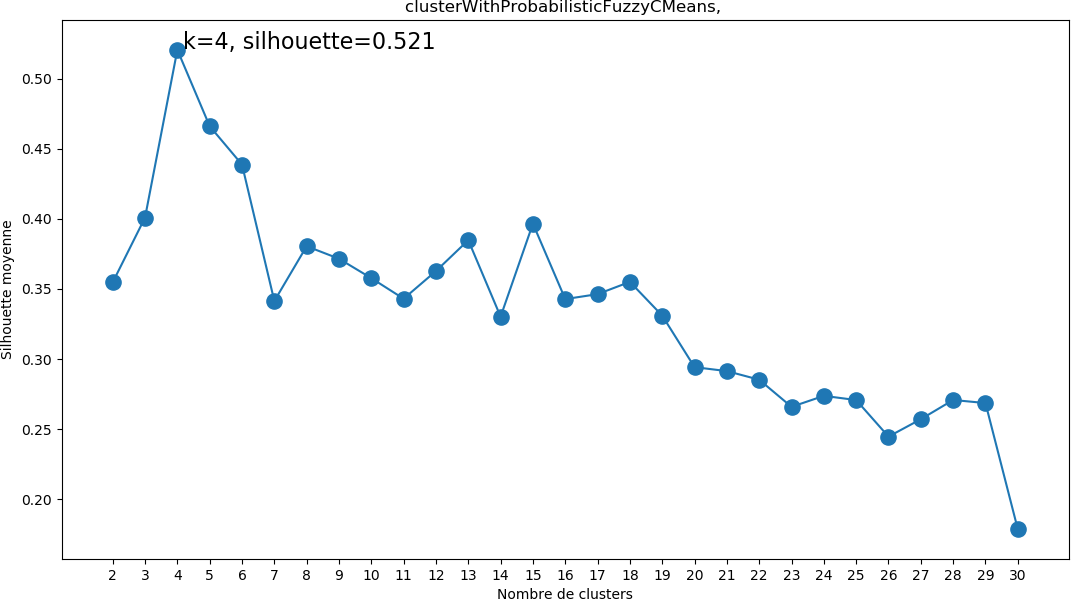 clusterWithProbabilisticFuzzyCMeans,
k=4, silhouette=0.521
0.50
0.45
0.40
0.35
0.30
0.25
0.20
Silhouette moyenne
2 3 4 5 6 7 8 9 10 11 12 13 14 15 16 17 18 19 20 21 22 23 24 25 26 27 28 29 30
Nombre de clusters